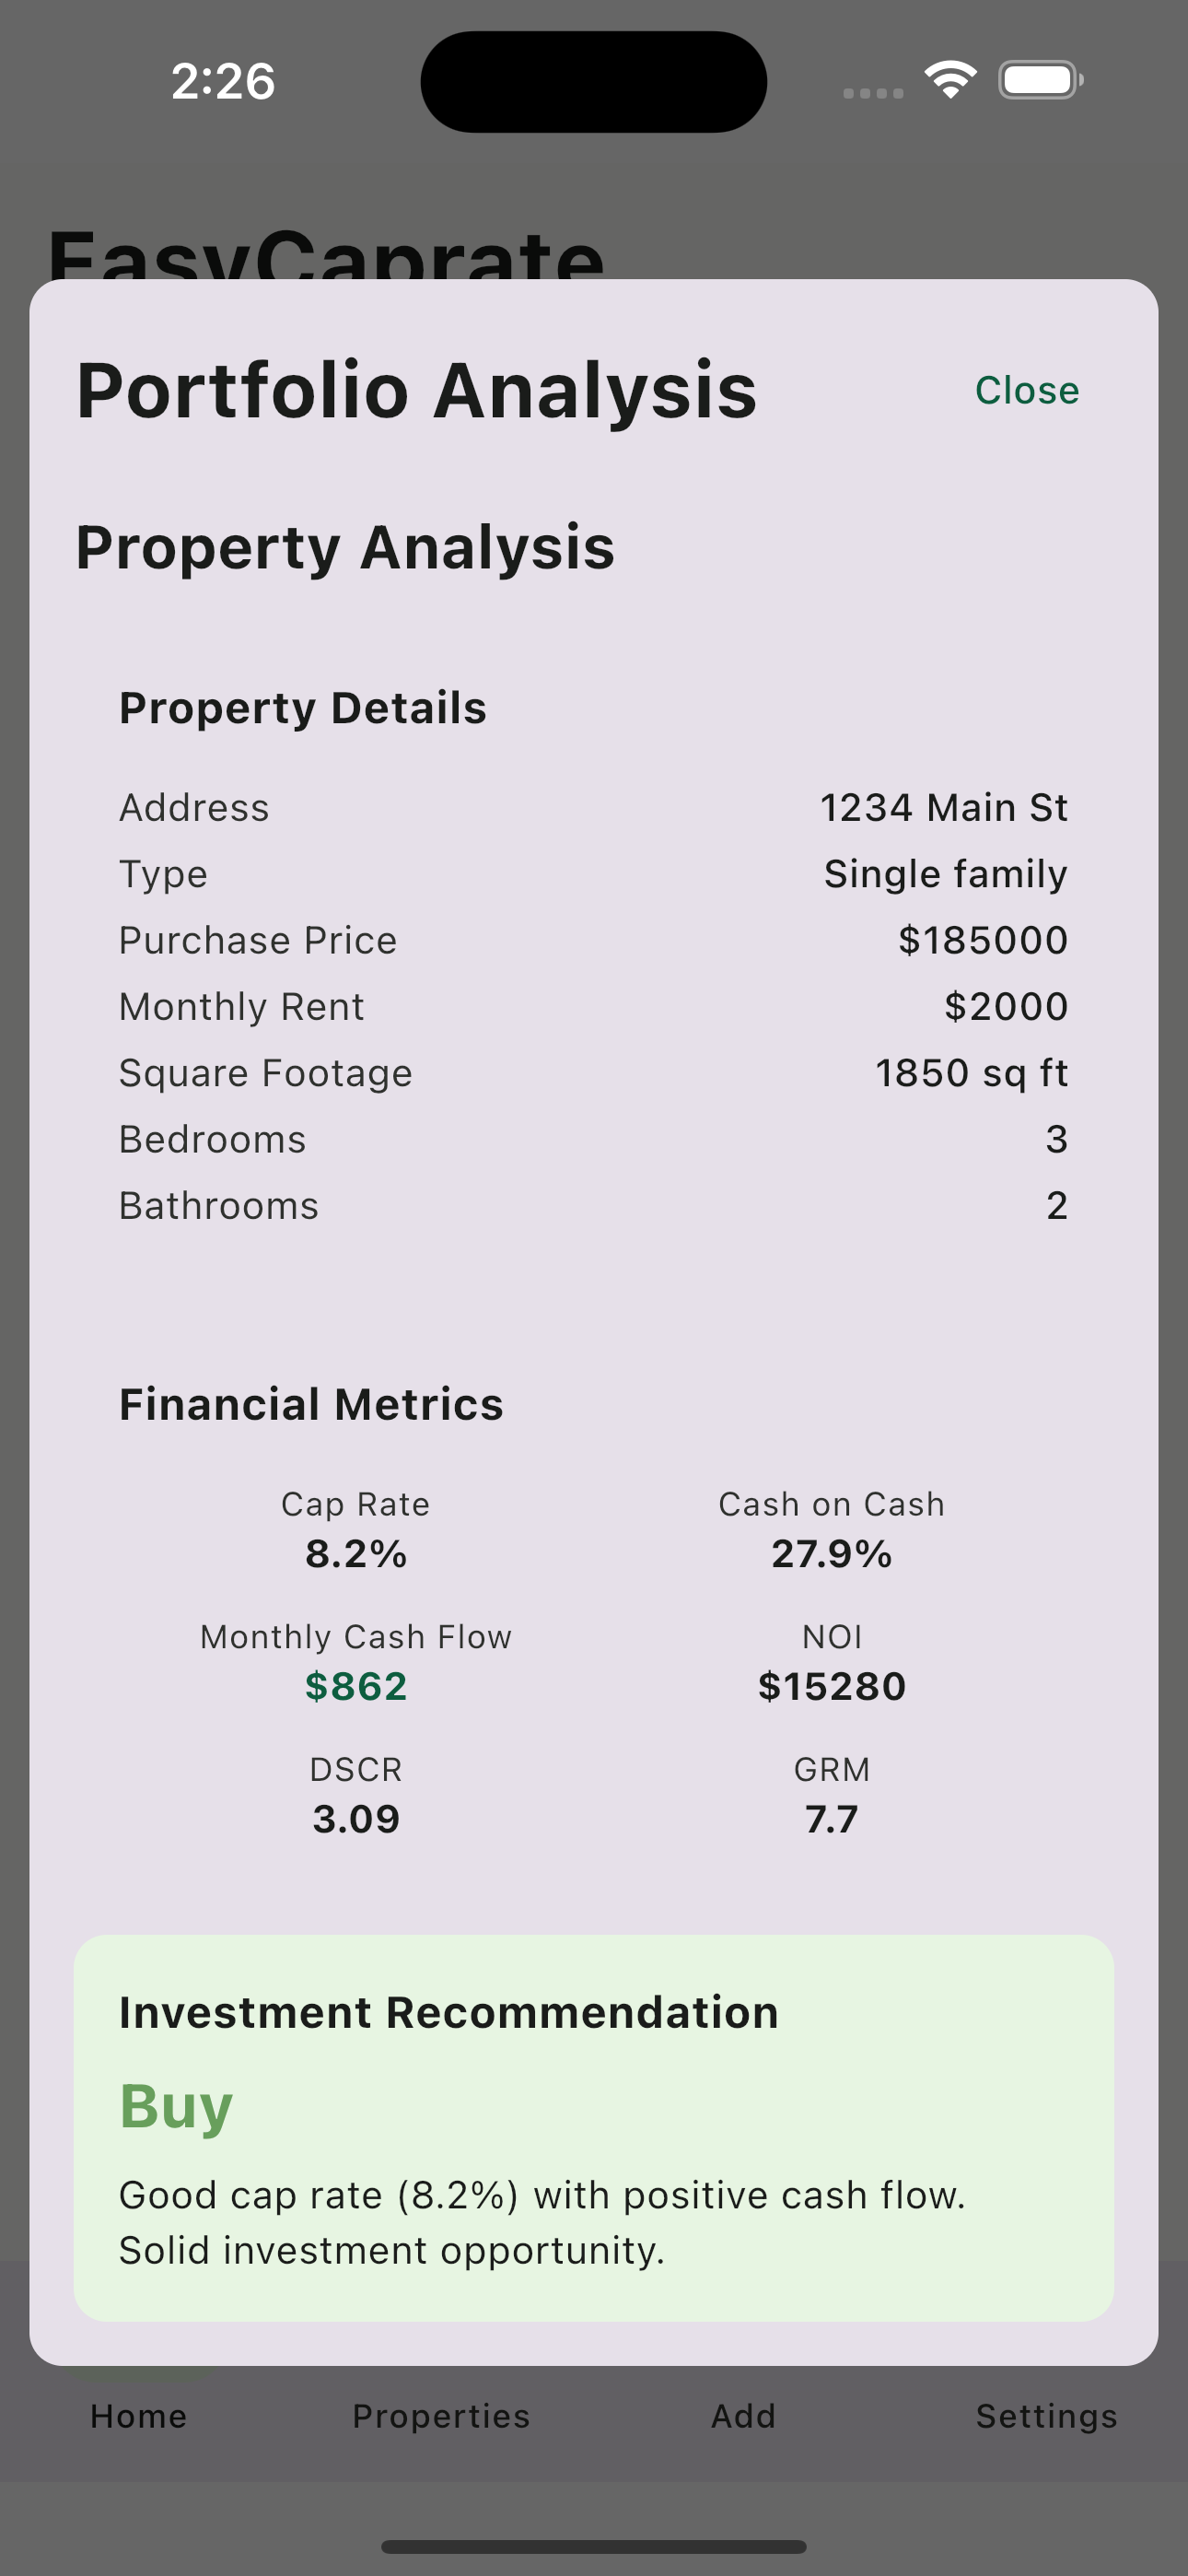 2:26
EasyCaprate
Portfolio Analysis
Close
Property Analysis
Property Details
Address 1234 Main St
Type Single family
Purchase Price $185000
Monthly Rent $2000
Square Footage 1850 sq ft
Bedrooms 3
Bathrooms 2
Financial Metrics
Cap Rate Cash on Cash
8.2% 27.9%
Monthly Cash Flow NOI
$862 $15280
DSCR GRM
3.09 7.7
Investment Recommendation
Buy
Good cap rate (8.2%) with positive cash flow.
Solid investment opportunity.
Home Properties Add Settings